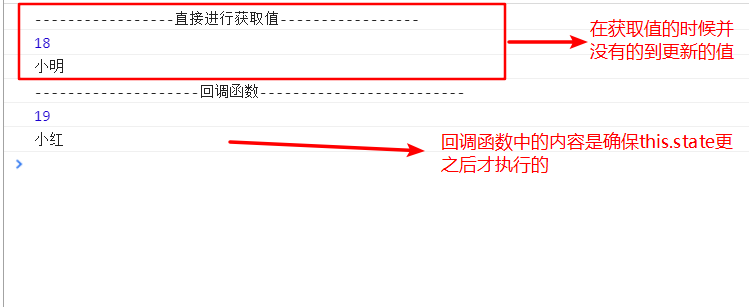 ----------------直接进行获取值----------------
18
小明
-------------------回调函数------------------------
19
小红
在获取值的时候并
没有的到更新的值
回调函数中的内容是确保this.state更
之后才执行的